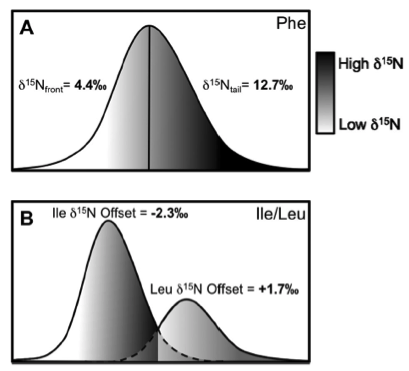 A
Phe
δ¹⁵Nfront= 4.4‰
δ¹⁵Ntail= 12.7‰
High δ¹⁵N
Low δ¹⁵N
B
Ile δ¹⁵N Offset = -2.3‰
Ile/Leu
Leu δ¹⁵N Offset = +1.7‰